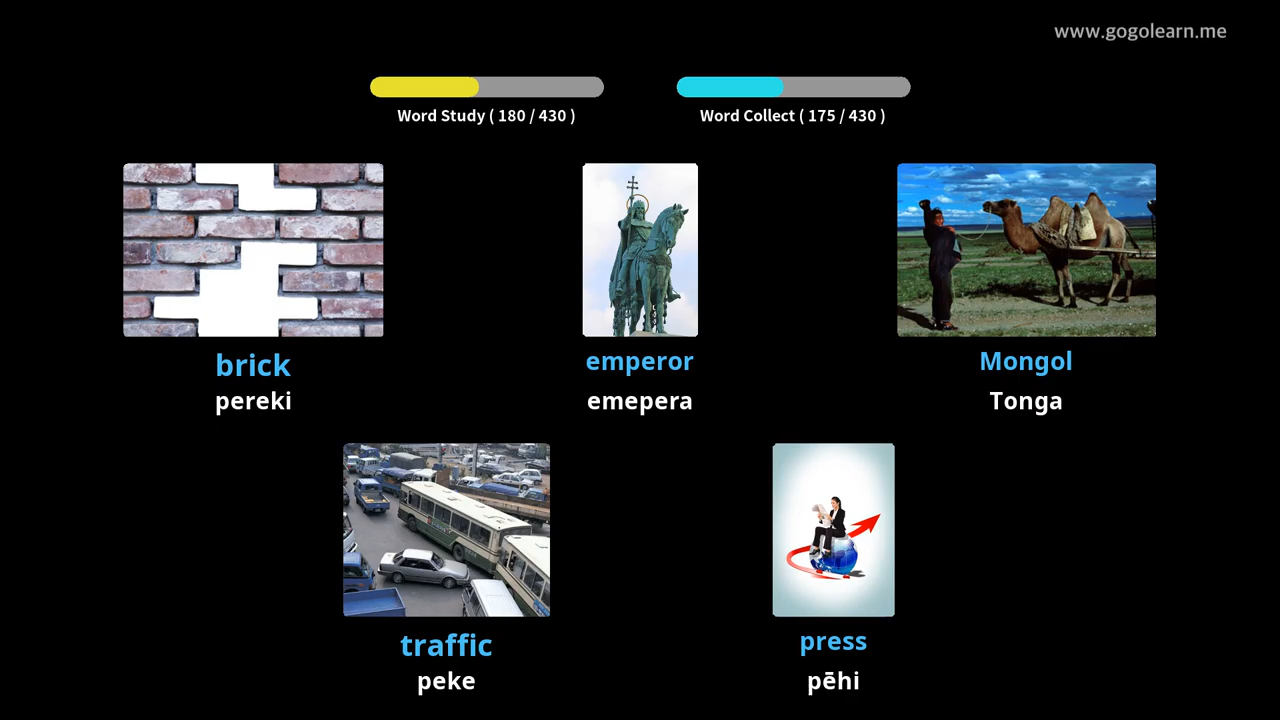 www.gogolearn.me
Word Study ( 180 / 430 )
Word Collect ( 175 / 430 )
brick
pereki
emperor
emepera
Mongol
Tonga
traffic
peke
press
pēhi